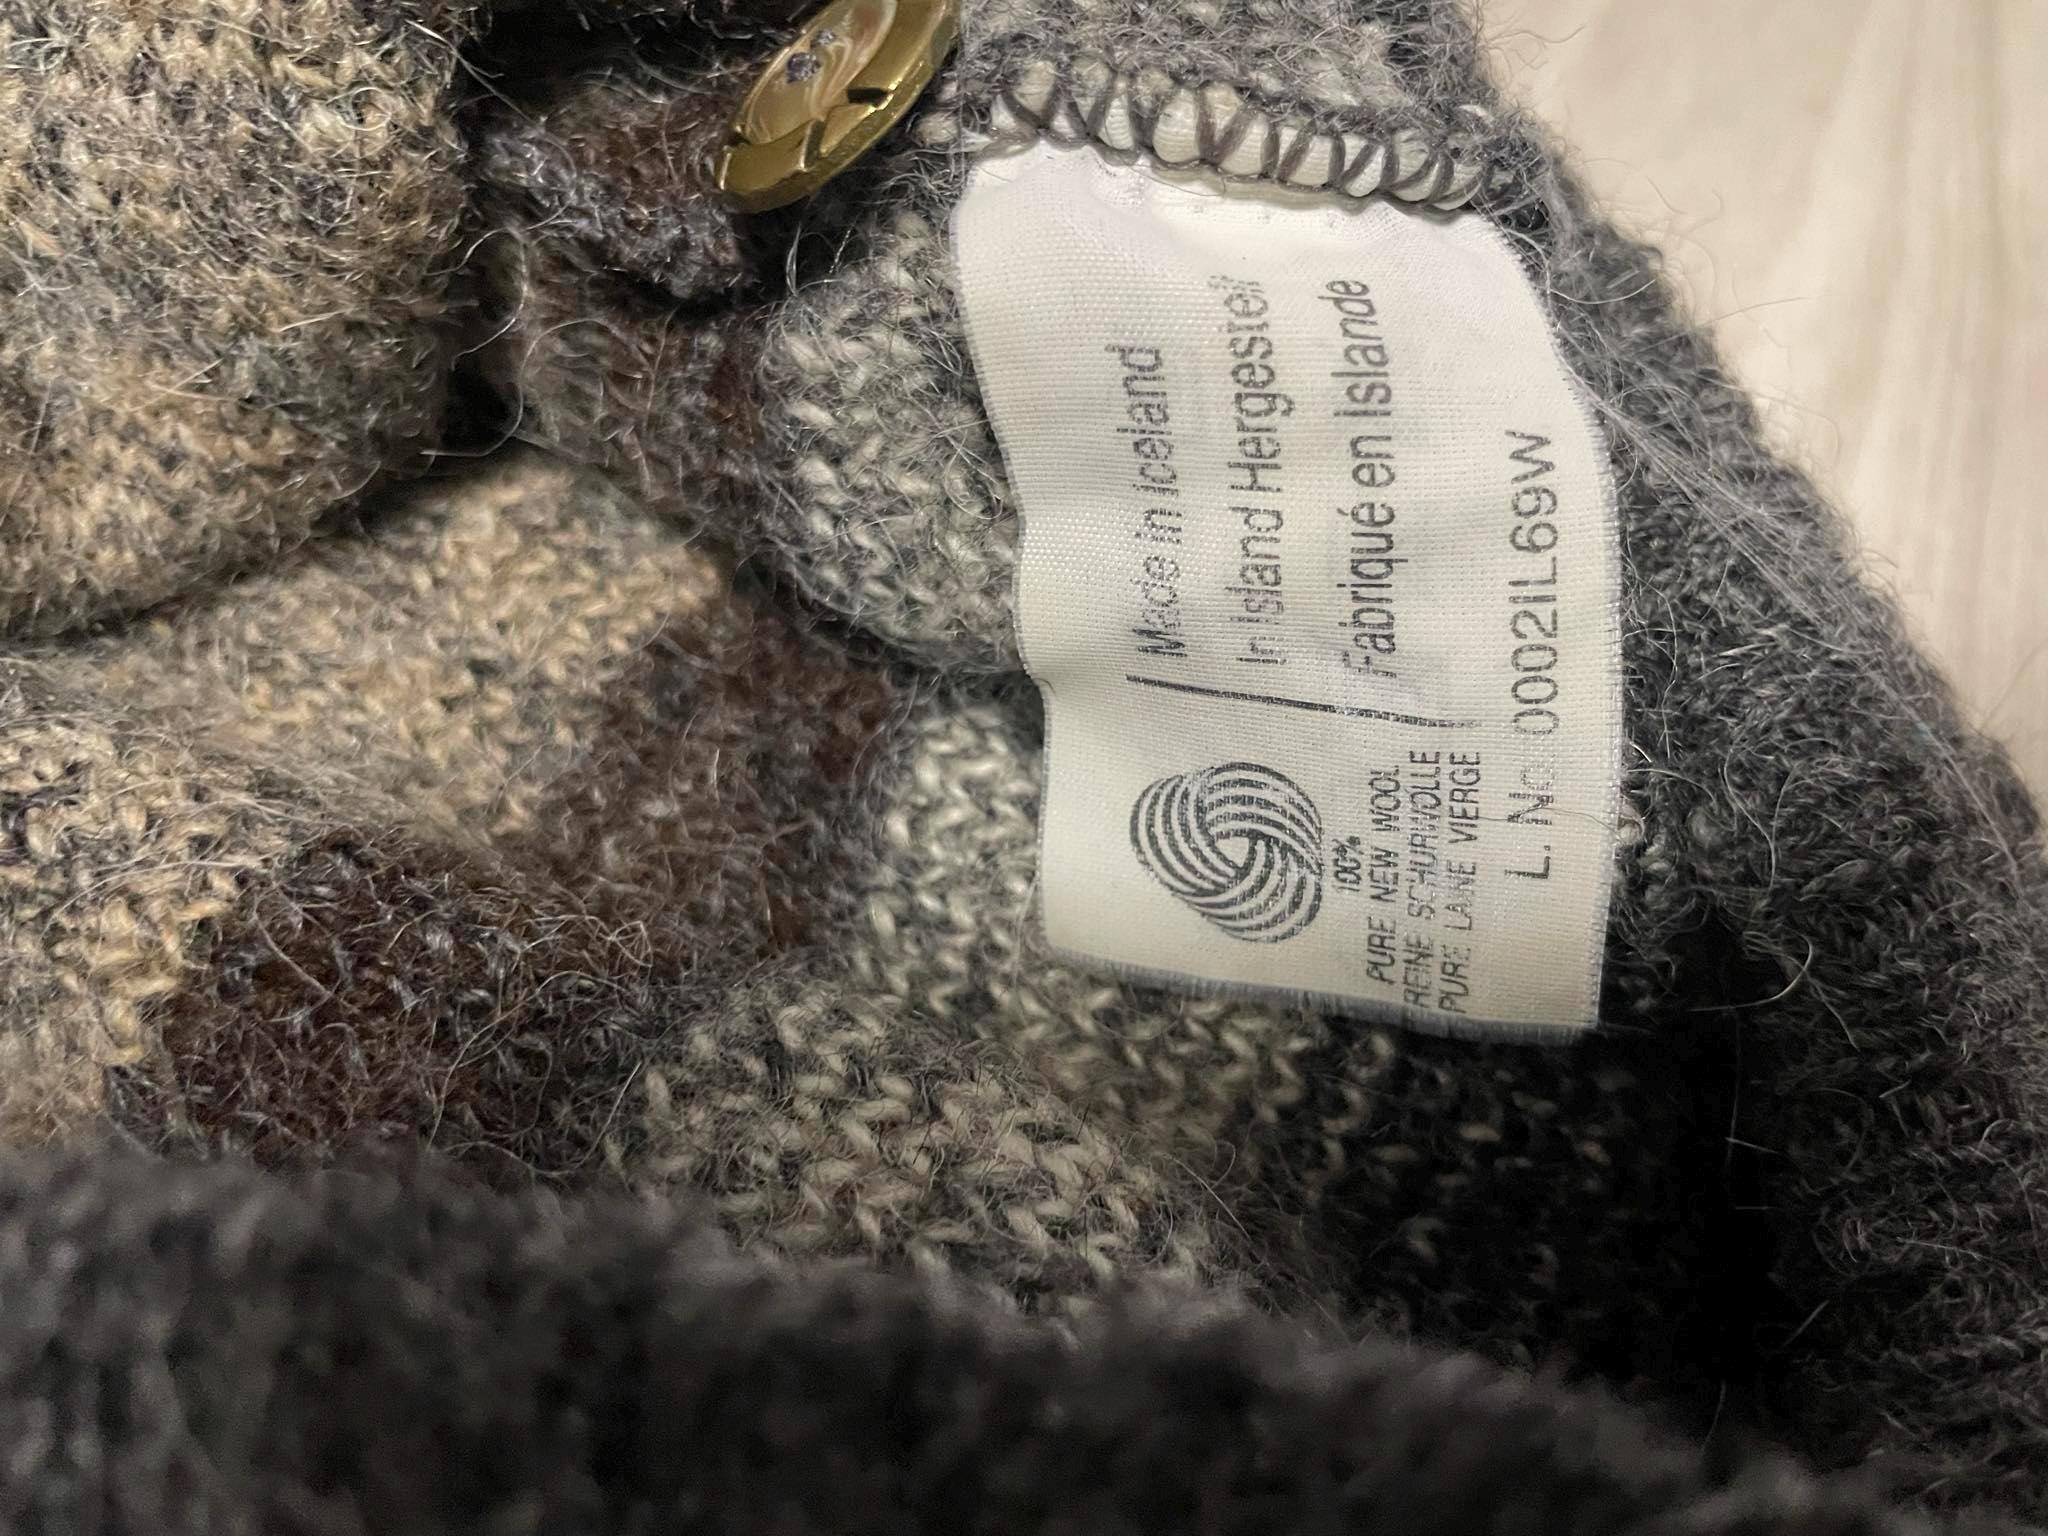 Made in Iceland
In Island Hergestellt
Fabriqué en Islande
100%
PURE NEW WOOL
REINE SCHURWOLLE
PURE LAINE VIERGE
L. No. 0002IL69W